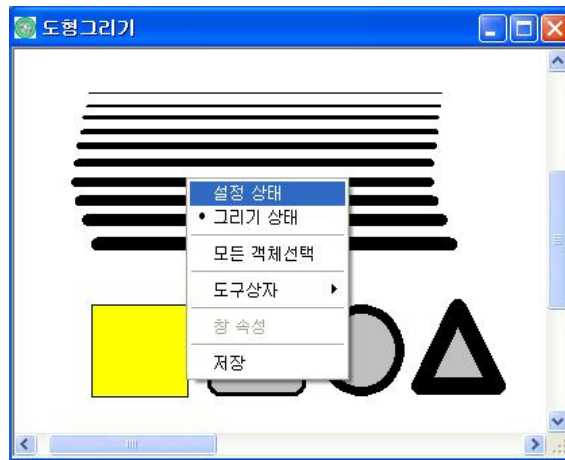 도형그리기
설정 상태
그리기 상태
모든 객체선택
도구상자
창 속성
저장